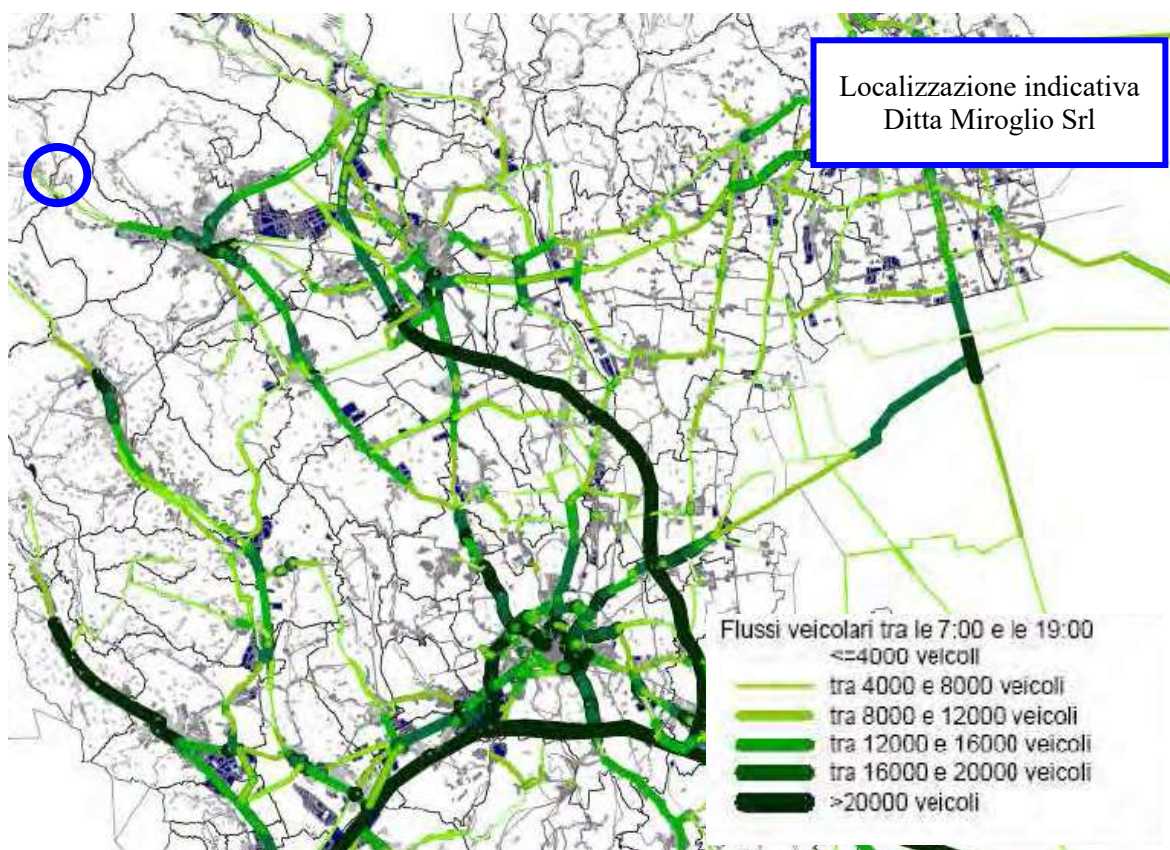 Localizzazione indicativa
Ditta Miroglio Srl
Flussi veicolari tra le 7:00 e le 19:00
<=4000 veicoli
tra 4000 e 8000 veicoli
tra 8000 e 12000 veicoli
tra 12000 e 16000 veicoli
tra 16000 e 20000 veicoli
>20000 veicoli